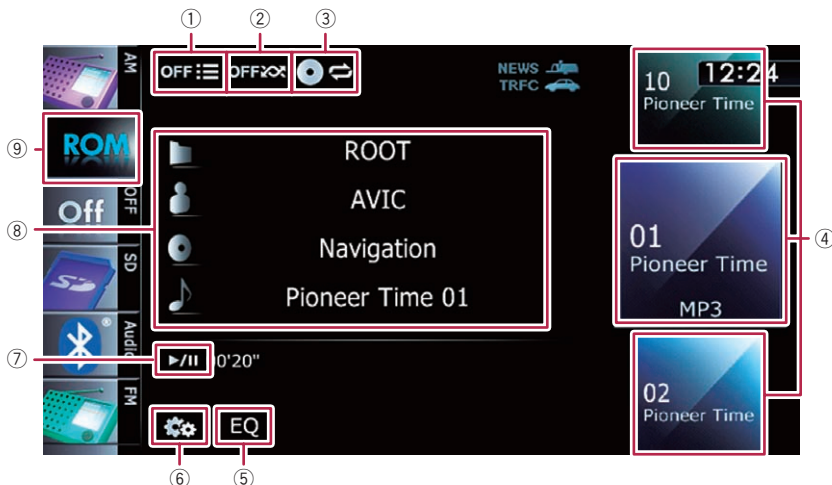 ① ② ③
AM
OFF OFF
NEWS
TRFC
12:24
10
Pioneer Time
⑨
ROM
ROOT
OFF
Off
AVIC
⑧
④
01
Pioneer Time
SD
SD
Navigation
Pioneer Time 01
MP3
Audio
⑦
0'20"
02
Pioneer Time
FM
EQ
⑥ ⑤